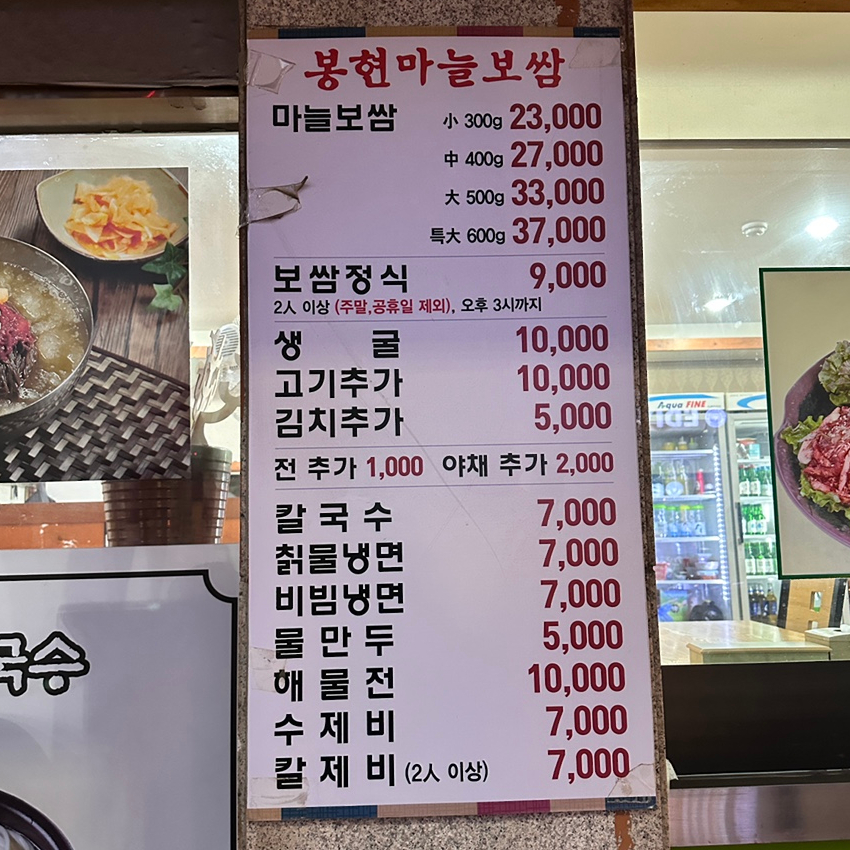 봉현마늘보쌈
마늘보쌈 小 300g 23,000
中 400g 27,000
大 500g 33,000
特大 600g 37,000
보쌈정식 9,000
2人 이상 (주말,공휴일 제외), 오후 3시까지
생 굴 10,000
고기추가 10,000
김치추가 5,000
전 추가 1,000 야채 추가 2,000
칼국수 7,000
칡물냉면 7,000
비빔냉면 7,000
물만두 5,000
해물전 10,000
수제비 7,000
칼제비 (2人 이상) 7,000
Aqua FINE